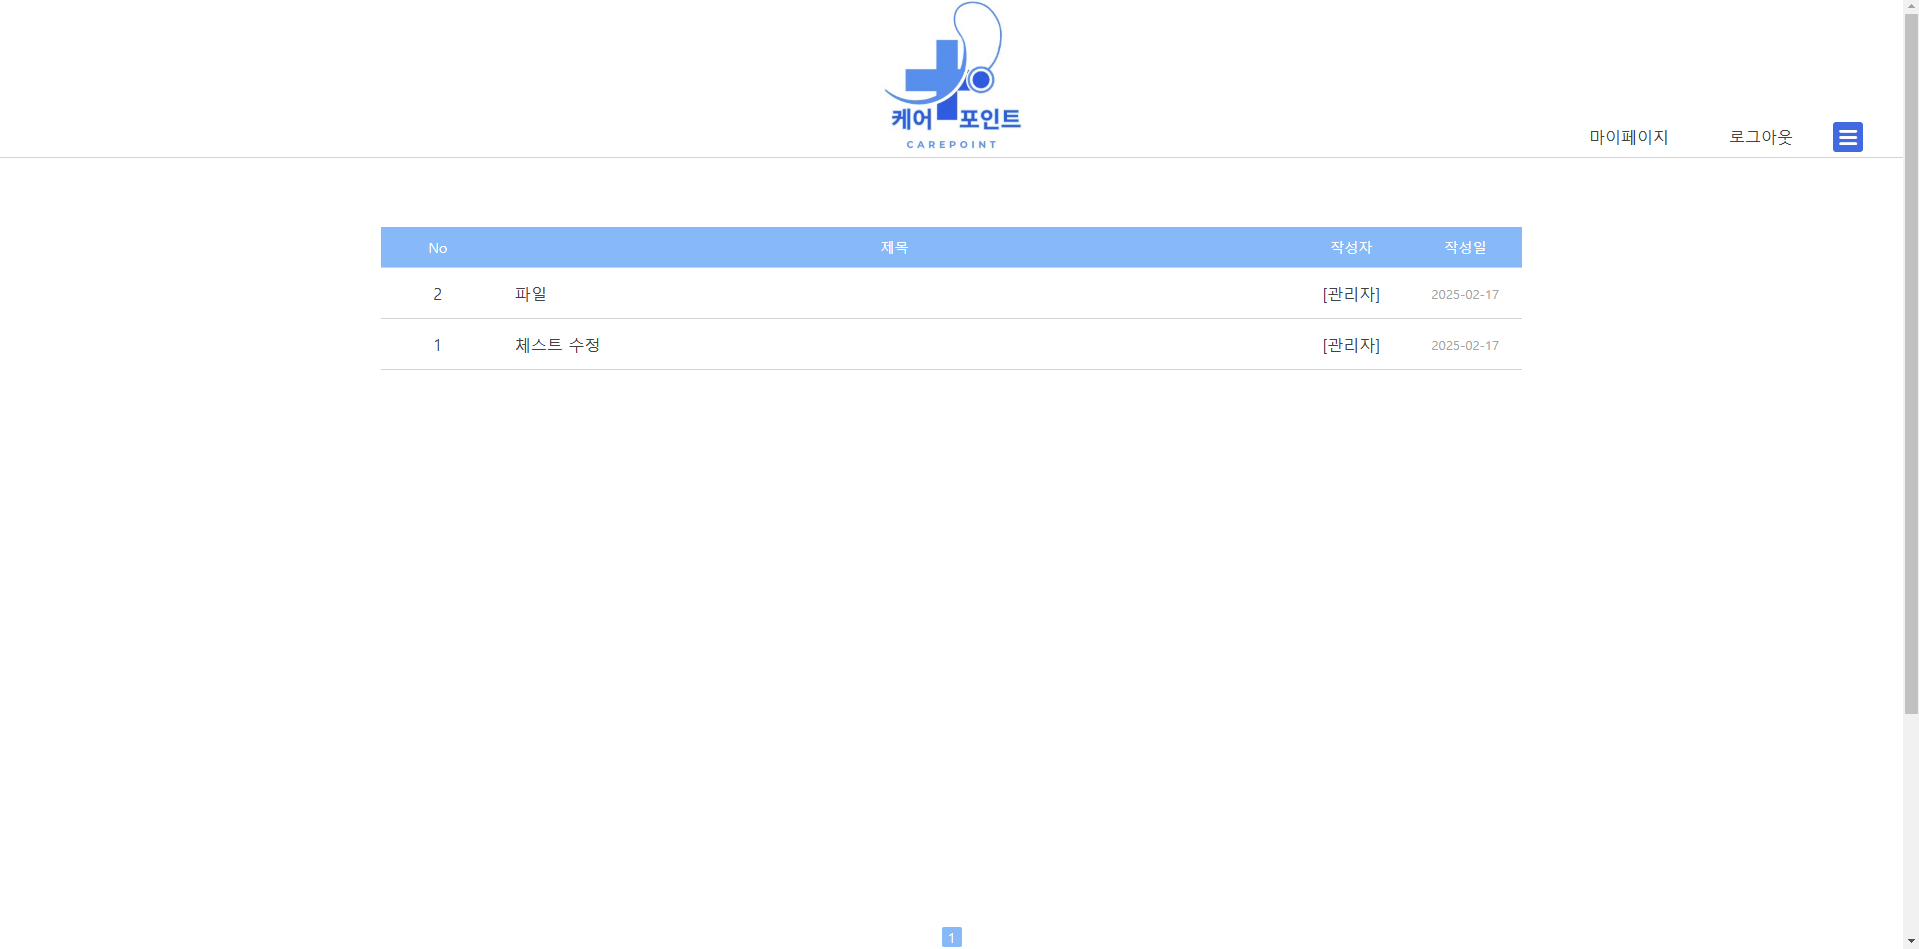 케어 포인트
CAREPOINT
마이페이지 로그아웃
No 제목 작성자 작성일
2 파일 [관리자] 2025-02-17
1 체스트 수정 [관리자] 2025-02-17
1